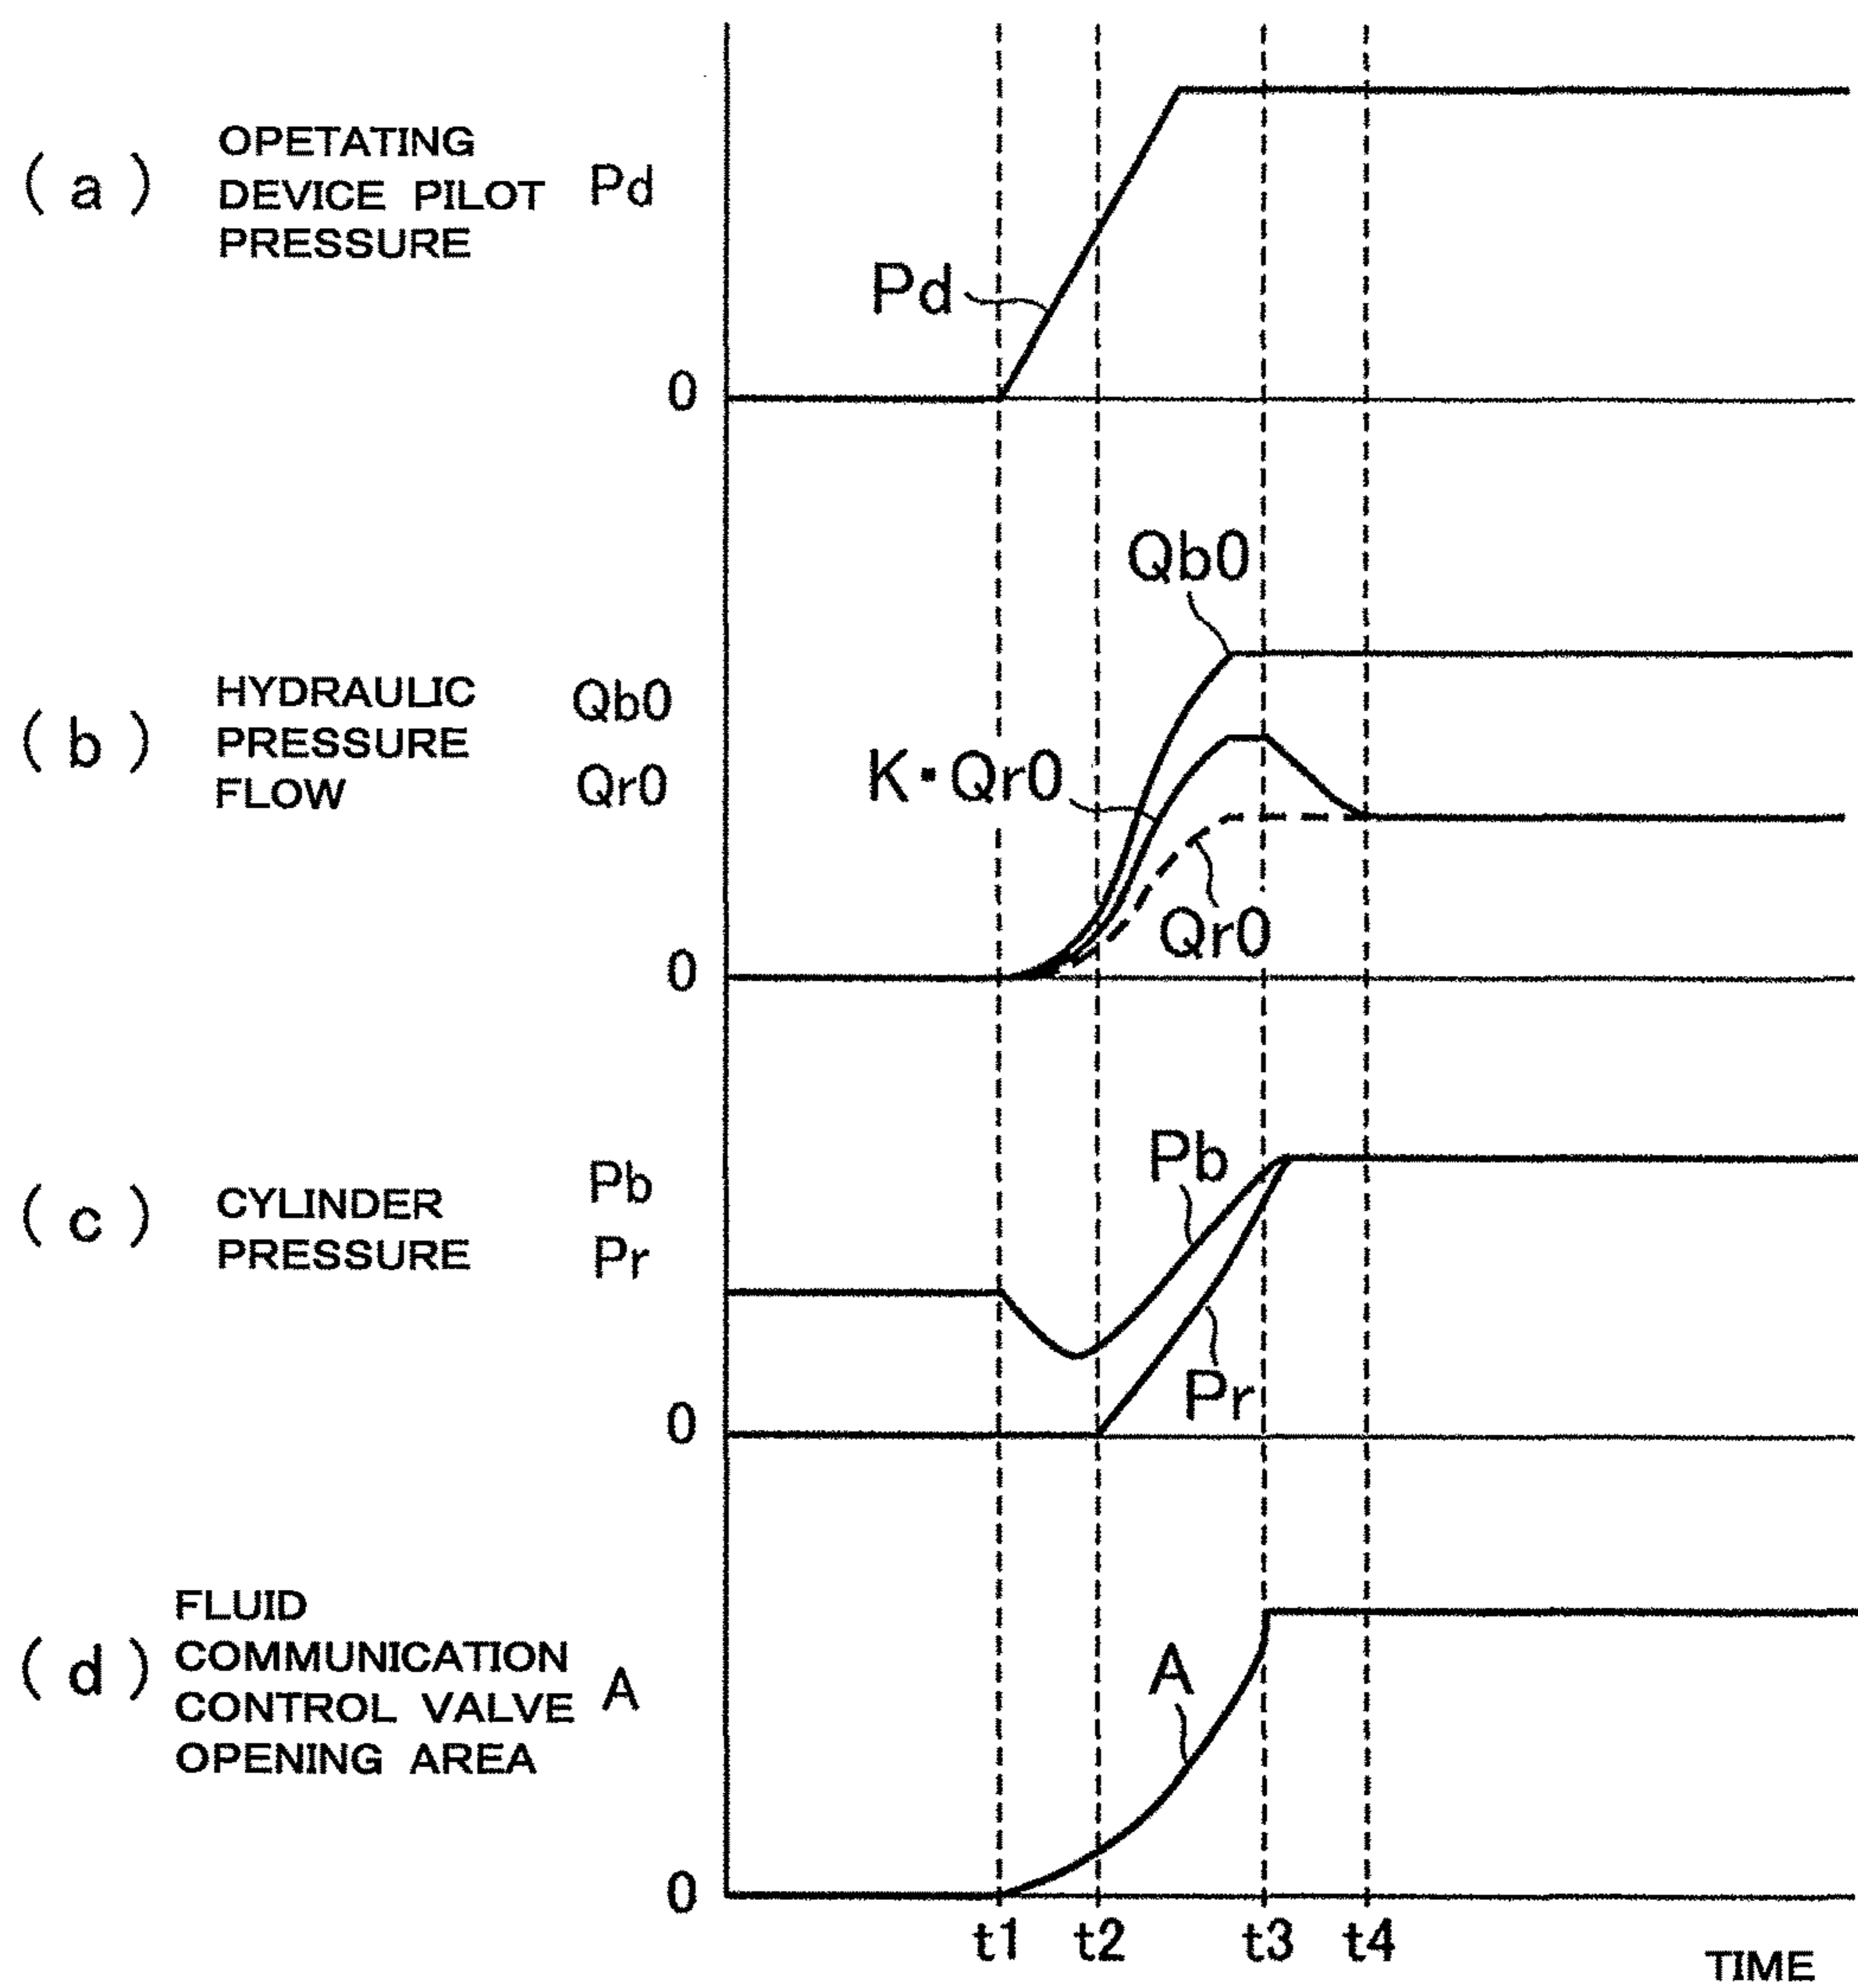 (a)
OPETATING
DEVICE PILOT
PRESSURE
Pd
Pd
0
(b)
HYDRAULIC
PRESSURE
FLOW
Qb0
Qr0
Qb0
K・Qr0
Qr0
0
(c)
CYLINDER
PRESSURE
Pb
Pr
Pb
Pr
0
(d)
FLUID
COMMUNICATION
CONTROL VALVE
OPENING AREA
A
A
0
t1 t2 t3 t4
TIME